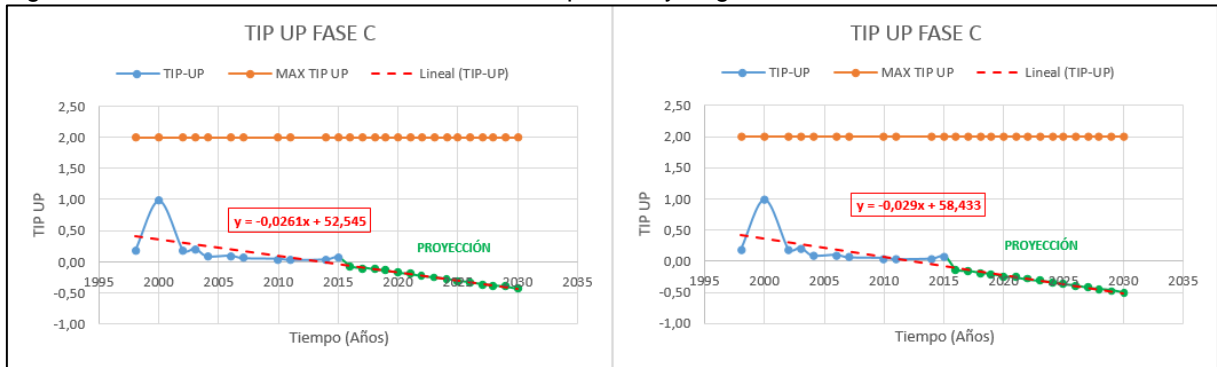 TIP UP FASE C
TIP-UP MAX TIP UP Lineal (TIP-UP)
2,50
2,00
1,50
1,00
0,50
0,00
-0,50
-1,00
TIP UP
y = -0,0261x + 52,545
PROYECCIÓN
1995 2000 2005 2010 2015 2020 2025 2030 2035
Tiempo (Años)
TIP UP FASE C
TIP-UP MAX TIP UP Lineal (TIP-UP)
2,50
2,00
1,50
1,00
0,50
0,00
-0,50
-1,00
TIP UP
y = -0,029x + 58,433
PROYECCIÓN
1995 2000 2005 2010 2015 2020 2025 2030 2035
Tiempo (Años)